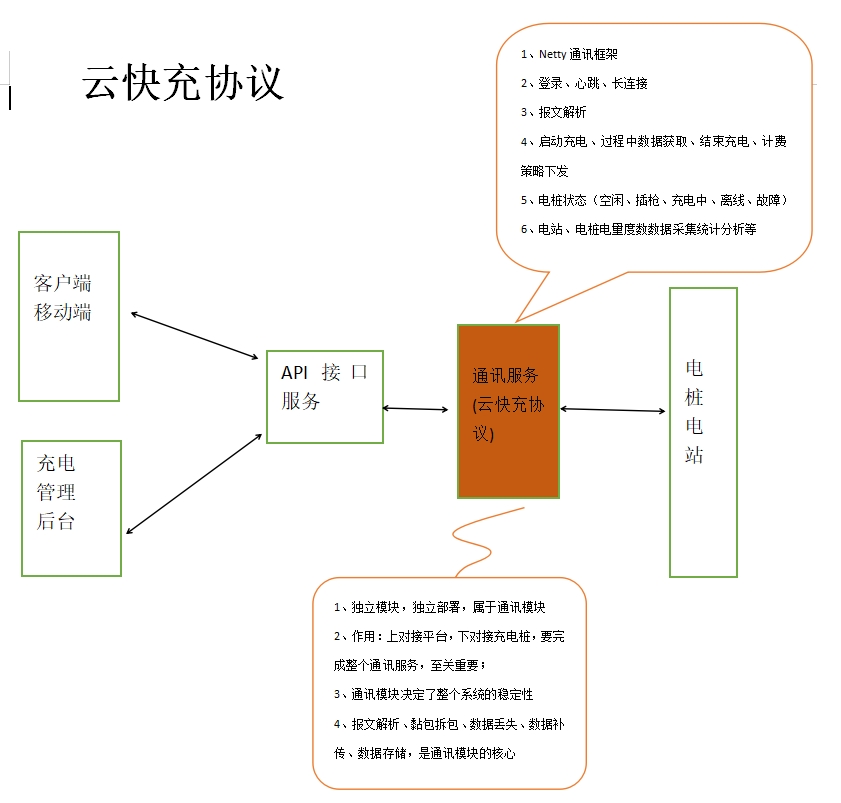 云快充协议
1、Netty 通讯框架
2、登录、心跳、长连接
3、报文解析
4、启动充电、过程中数据获取、结束充电、计费
策略下发
5、电桩状态（空闲、插枪、充电中、离线、故障）
6、电站、电桩电量度数数据采集统计分析等
客户端
移动端
API 接口
服务
通讯服务
(云快充协
议)
电
桩
电
站
充电
管理
后台
1、独立模块，独立部署，属于通讯模块
2、作用：上对接平台，下对接充电桩，要完
成整个通讯服务，至关重要；
3、通讯模块决定了整个系统的稳定性
4、报文解析、黏包拆包、数据丢失、数据补
传、数据存储，是通讯模块的核心